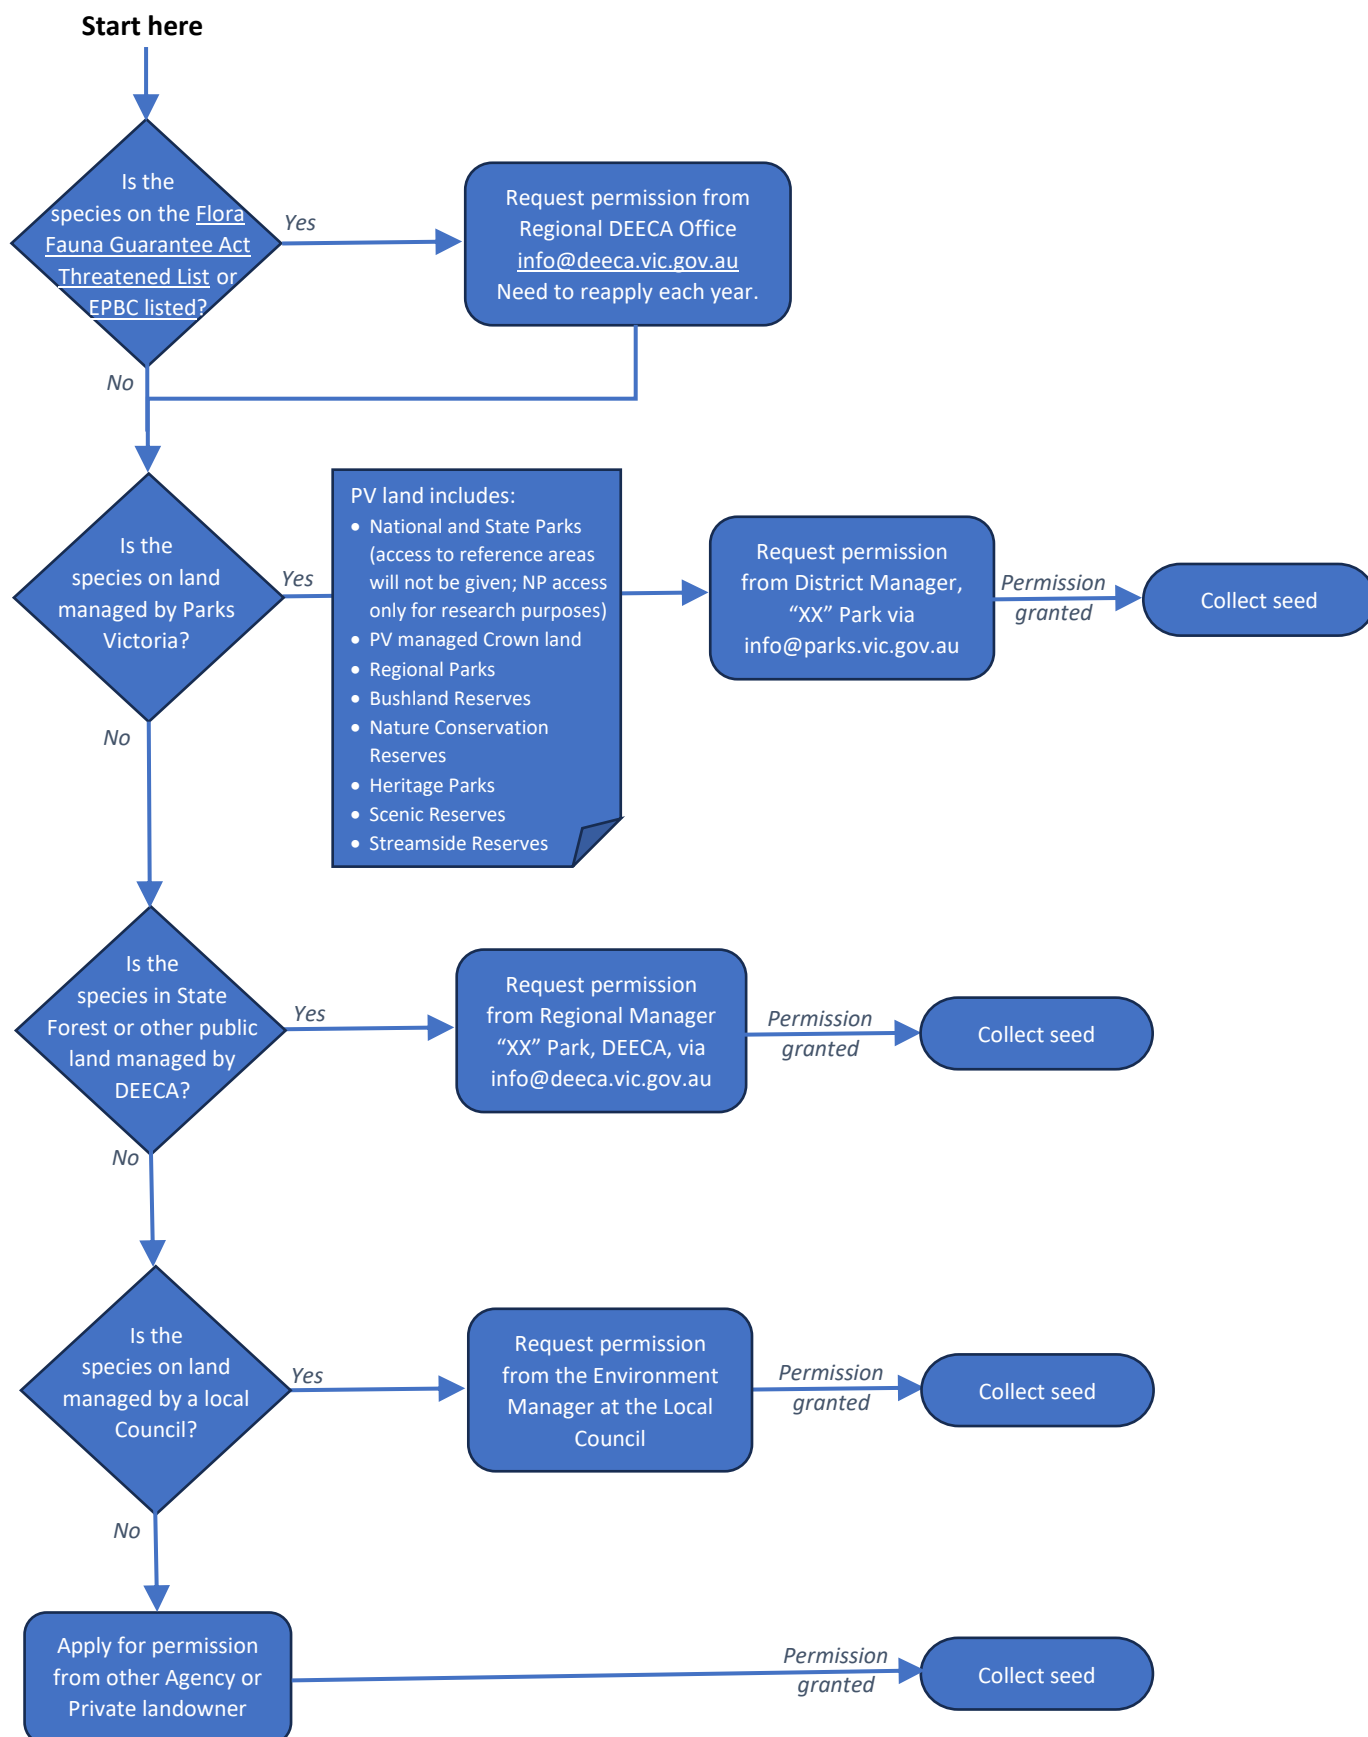 Start here
Is the
species on the Flora
Fauna Guarantee Act
Threatened List or
EPBC listed?
Yes
Request permission from
Regional DEECA Office
info@deeca.vic.gov.au
Need to reapply each year.
No
Is the
species on land
managed by Parks
Victoria?
Yes
PV land includes:
• National and State Parks
(access to reference areas
will not be given; NP access
only for research purposes)
• PV managed Crown land
• Regional Parks
• Bushland Reserves
• Nature Conservation
Reserves
• Heritage Parks
• Scenic Reserves
• Streamside Reserves
Request permission
from District Manager,
“XX” Park via
info@parks.vic.gov.au
Permission
granted
Collect seed
No
Is the
species in State
Forest or other public
land managed by
DEECA?
Yes
Request permission
from Regional Manager
“XX” Park, DEECA, via
info@deeca.vic.gov.au
Permission
granted
Collect seed
No
Is the
species on land
managed by a local
Council?
Yes
Request permission
from the Environment
Manager at the Local
Council
Permission
granted
Collect seed
No
Apply for permission
from other Agency or
Private landowner
Permission
granted
Collect seed